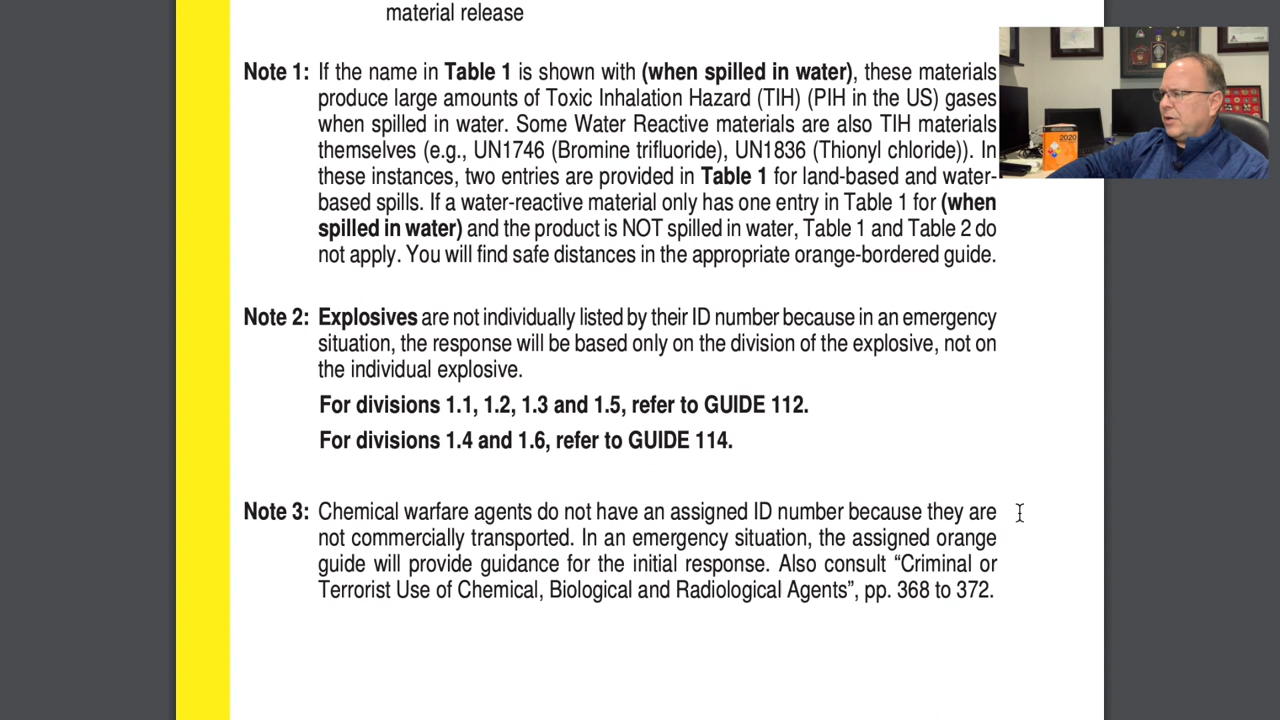 material release
Note 1: If the name in Table 1 is shown with (when spilled in water), these materials
produce large amounts of Toxic Inhalation Hazard (TIH) (PIH in the US) gases
when spilled in water. Some Water Reactive materials are also TIH materials
themselves (e.g., UN1746 (Bromine trifluoride), UN1836 (Thionyl chloride)). In
these instances, two entries are provided in Table 1 for land-based and water-
based spills. If a water-reactive material only has one entry in Table 1 for (when
spilled in water) and the product is NOT spilled in water, Table 1 and Table 2 do
not apply. You will find safe distances in the appropriate orange-bordered guide.
Note 2: Explosives are not individually listed by their ID number because in an emergency
situation, the response will be based only on the division of the explosive, not on
the individual explosive.
For divisions 1.1, 1.2, 1.3 and 1.5, refer to GUIDE 112.
For divisions 1.4 and 1.6, refer to GUIDE 114.
Note 3: Chemical warfare agents do not have an assigned ID number because they are
not commercially transported. In an emergency situation, the assigned orange
guide will provide guidance for the initial response. Also consult “Criminal or
Terrorist Use of Chemical, Biological and Radiological Agents”, pp. 368 to 372.
2020